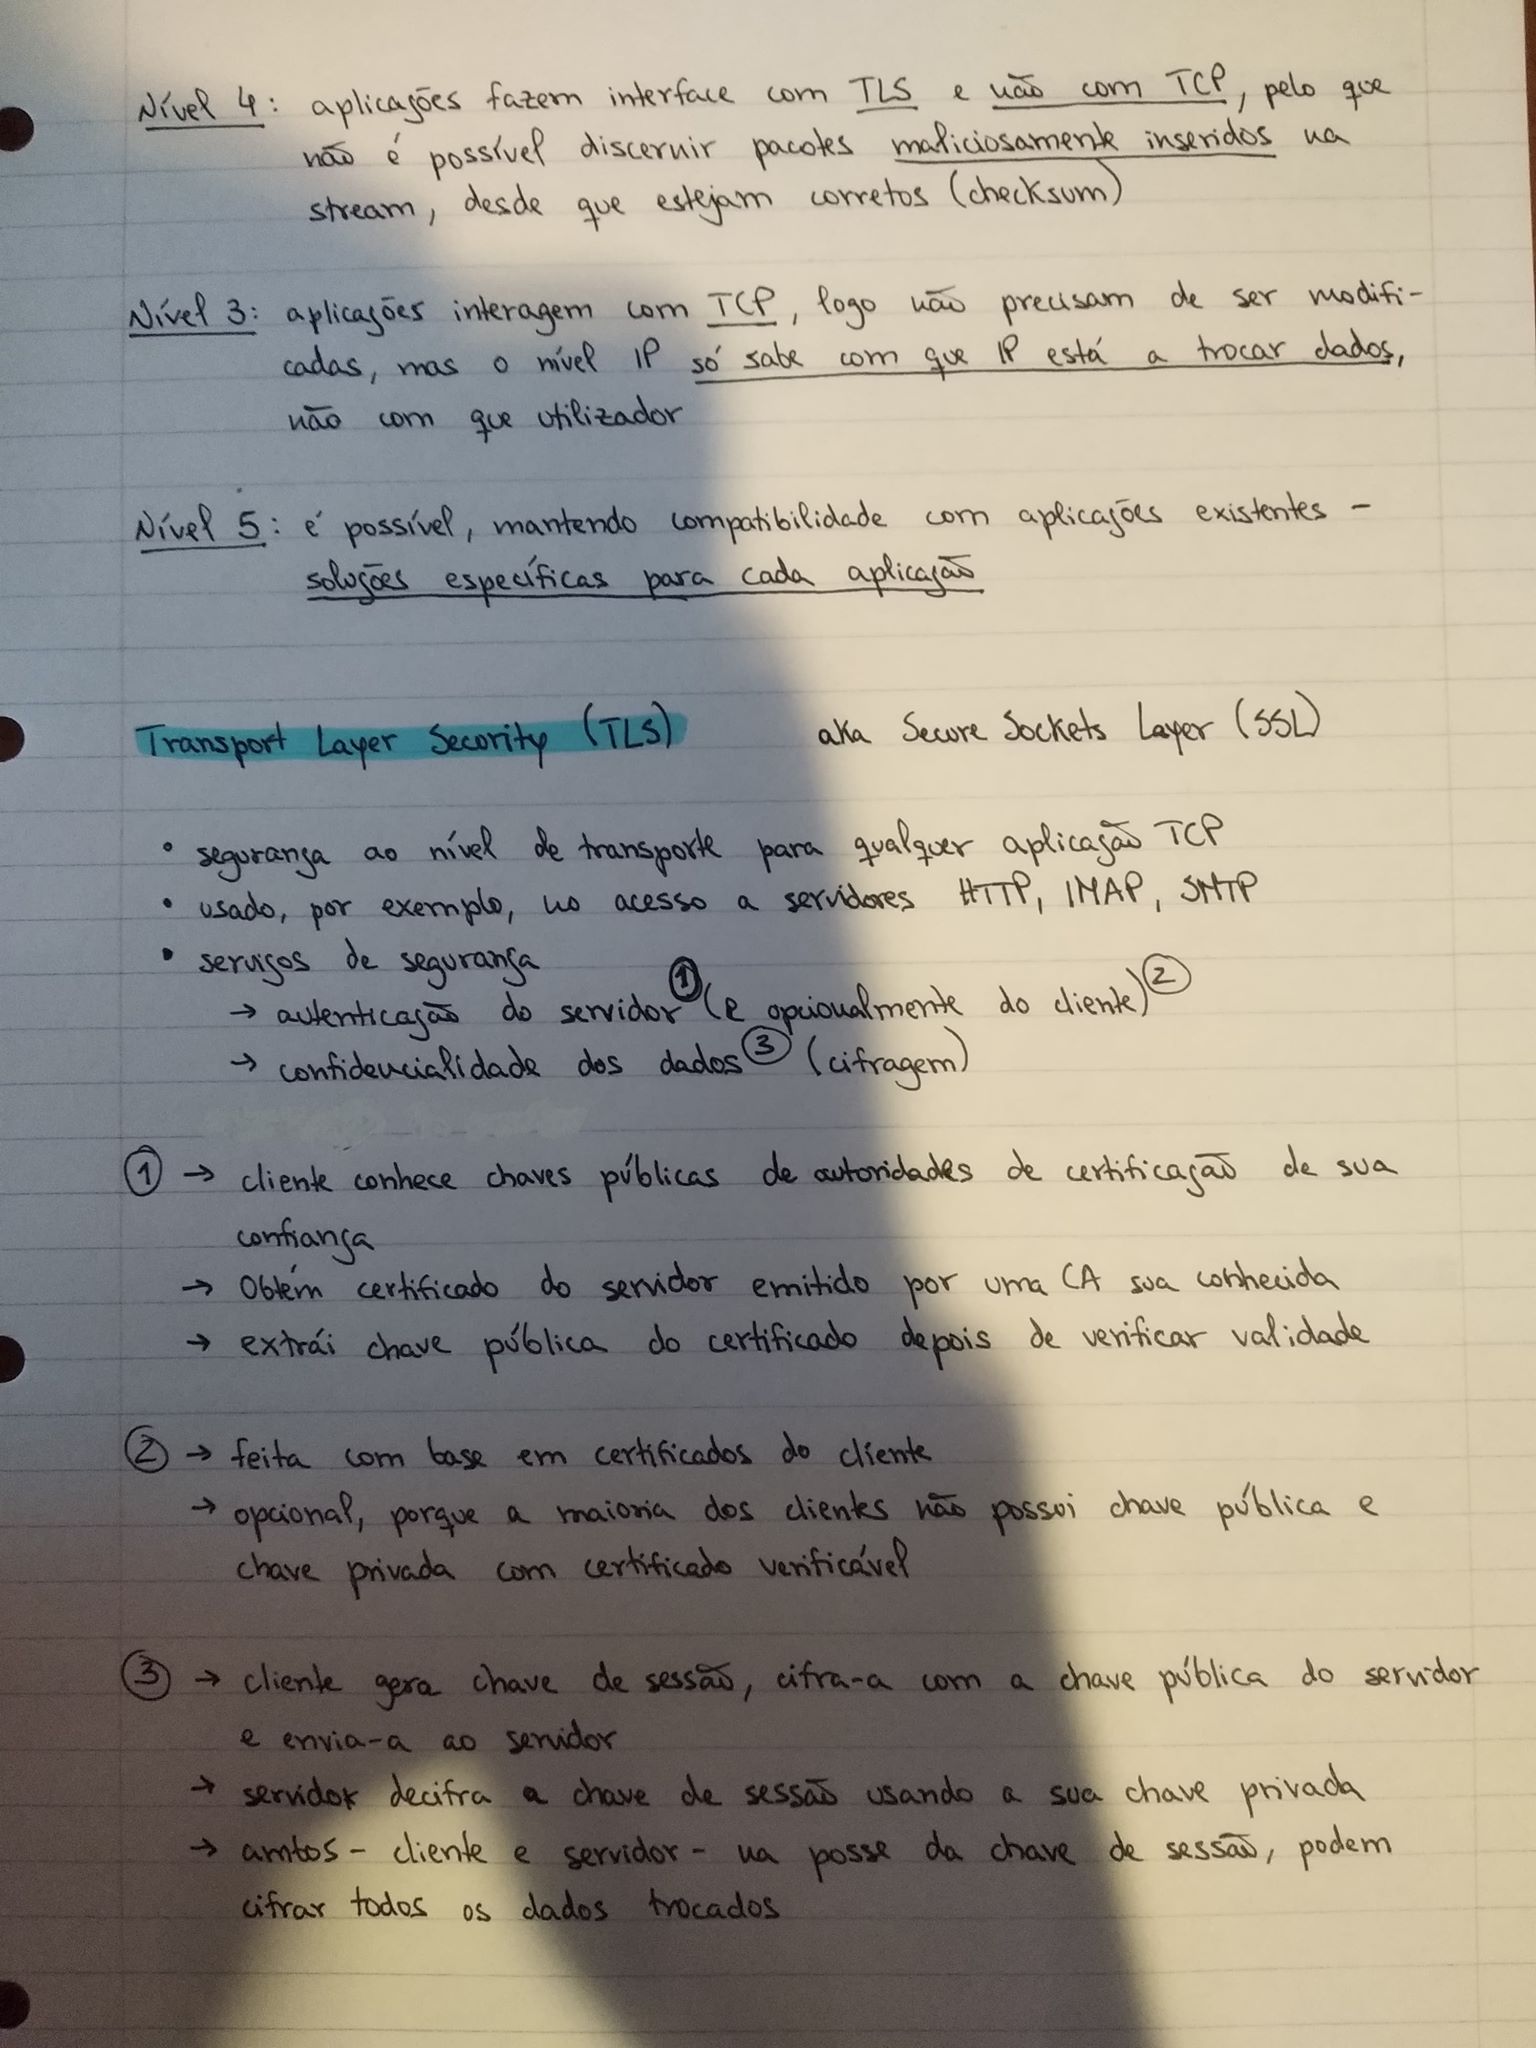 Nível 4: aplicações fazem interface com TLS e não com TCP, pelo que
não é possível discernir pacotes maliciosamente inseridos na
stream, desde que estejam corretos (checksum)
Nível 3: aplicações interagem com TCP, logo não precisam de ser modifi-
cadas, mas o nível IP só sabe com que IP está a trocar dados,
não com que utilizador
Nível 5: é possível, mantendo compatibilidade com aplicações existentes -
soluções específicas para cada aplicação
Transport Layer Security (TLS) aka Secure Sockets Layer (SSL)
• segurança ao nível de transporte para qualquer aplicação TCP
• usado, por exemplo, no acesso a servidores HTTP, IMAP, SMTP
• serviços de segurança
→ autenticação do servidor ① (e opcionalmente do cliente) ②
→ confidencialidade dos dados ③ (cifragem)
① → cliente conhece chaves públicas de autoridades de certificação de sua
confiança
→ Obtém certificado do servidor emitido por uma CA sua conhecida
→ extrái chave pública do certificado depois de verificar validade
② → feita com base em certificados do cliente
→ opcional, porque a maioria dos clientes não possui chave pública e
chave privada com certificado verificável
③ → cliente gera chave de sessão, cifra-a com a chave pública do servidor
e envia-a ao servidor
→ servidor decifra a chave de sessão usando a sua chave privada
→ ambos - cliente e servidor - na posse da chave de sessão, podem
cifrar todos os dados trocados